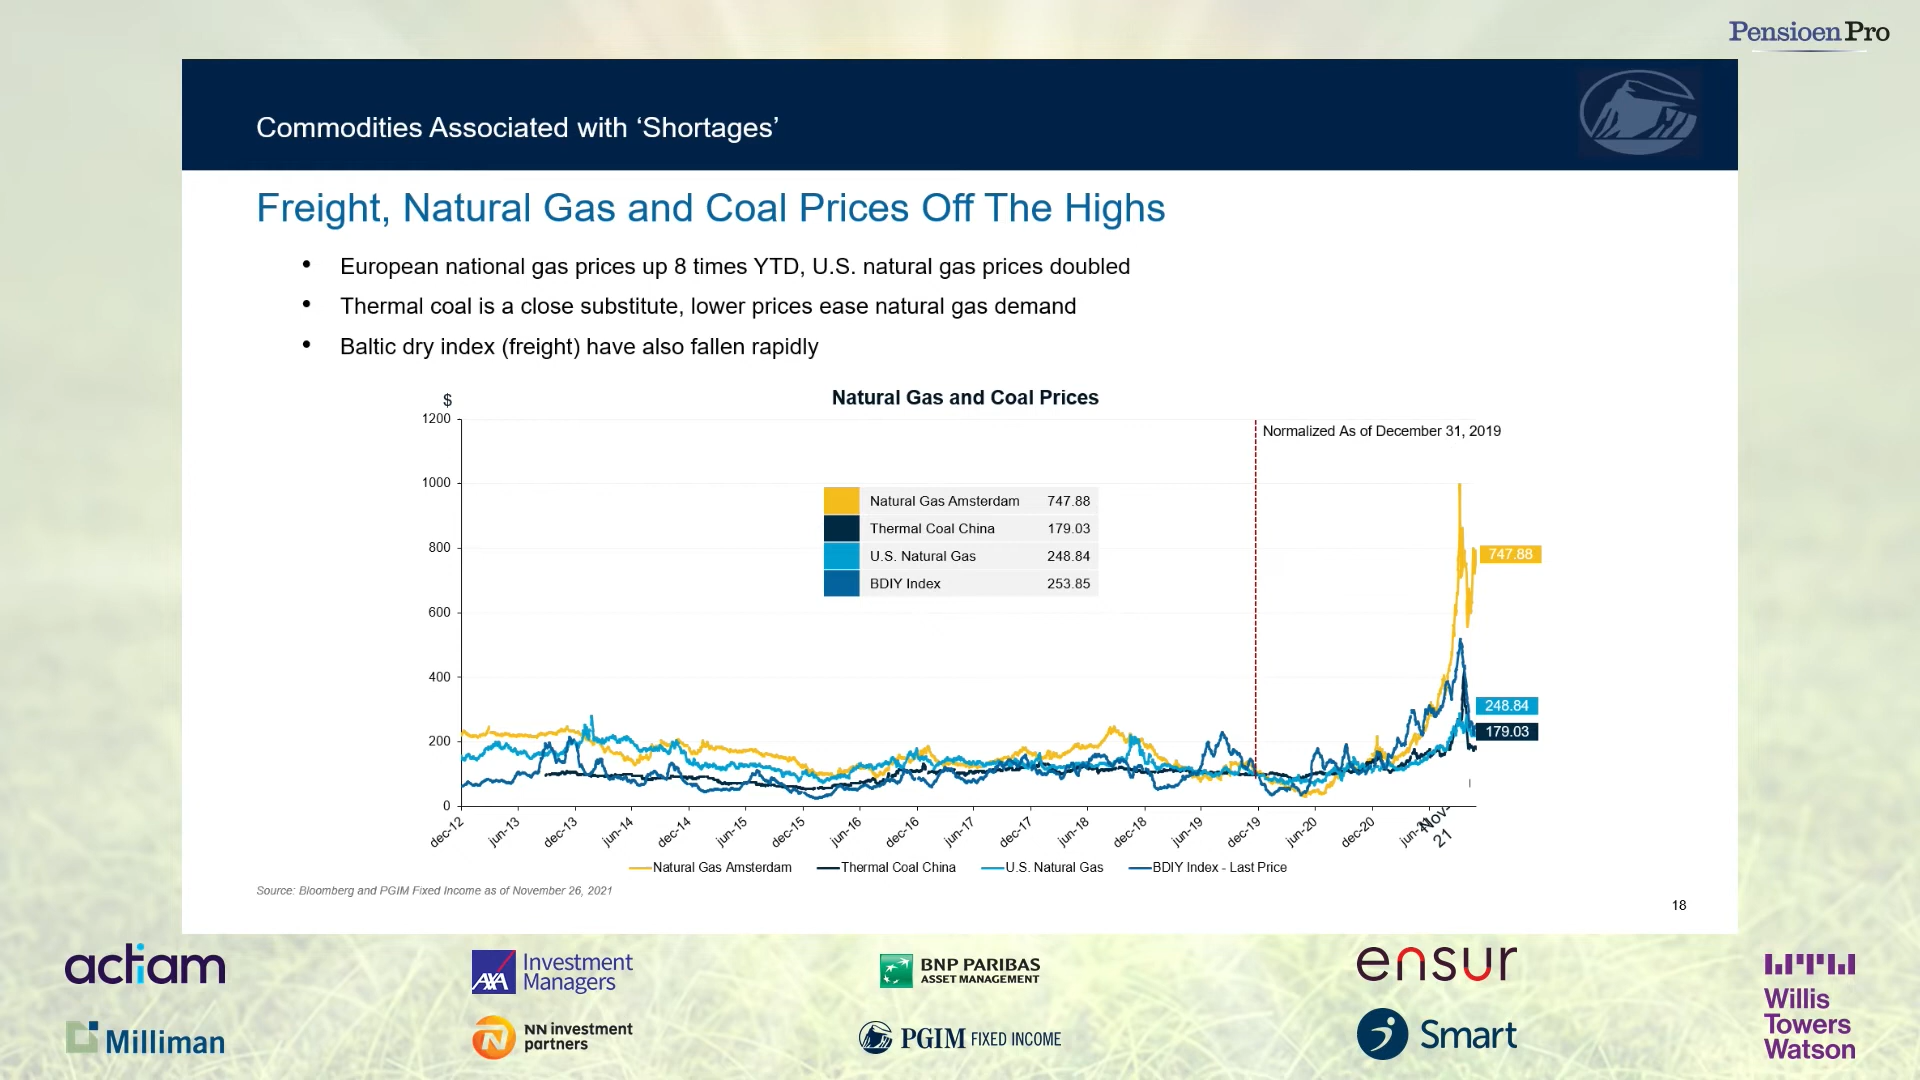 PensioenPro
Commodities Associated with ‘Shortages’
Freight, Natural Gas and Coal Prices Off The Highs
• European national gas prices up 8 times YTD, U.S. natural gas prices doubled
• Thermal coal is a close substitute, lower prices ease natural gas demand
• Baltic dry index (freight) have also fallen rapidly
Natural Gas and Coal Prices
$
1200
1000
800
600
400
200
0
Normalized As of December 31, 2019
Natural Gas Amsterdam 747.88
Thermal Coal China 179.03
U.S. Natural Gas 248.84
BDIY Index 253.85
747.88
248.84
179.03
dec-12 jun-13 dec-13 jun-14 dec-14 jun-15 dec-15 jun-16 dec-16 jun-17 dec-17 jun-18 dec-18 jun-19 dec-19 jun-20 dec-20 jun-21 Nov-
21
Natural Gas Amsterdam Thermal Coal China U.S. Natural Gas BDIY Index - Last Price
Source: Bloomberg and PGIM Fixed Income as of November 26, 2021
18
actiam
AXA Investment
Managers
BNP PARIBAS
ASSET MANAGEMENT
ensur
WTW
Willis
Towers
Watson
Milliman
NN investment
partners
PGIM FIXED INCOME
Smart